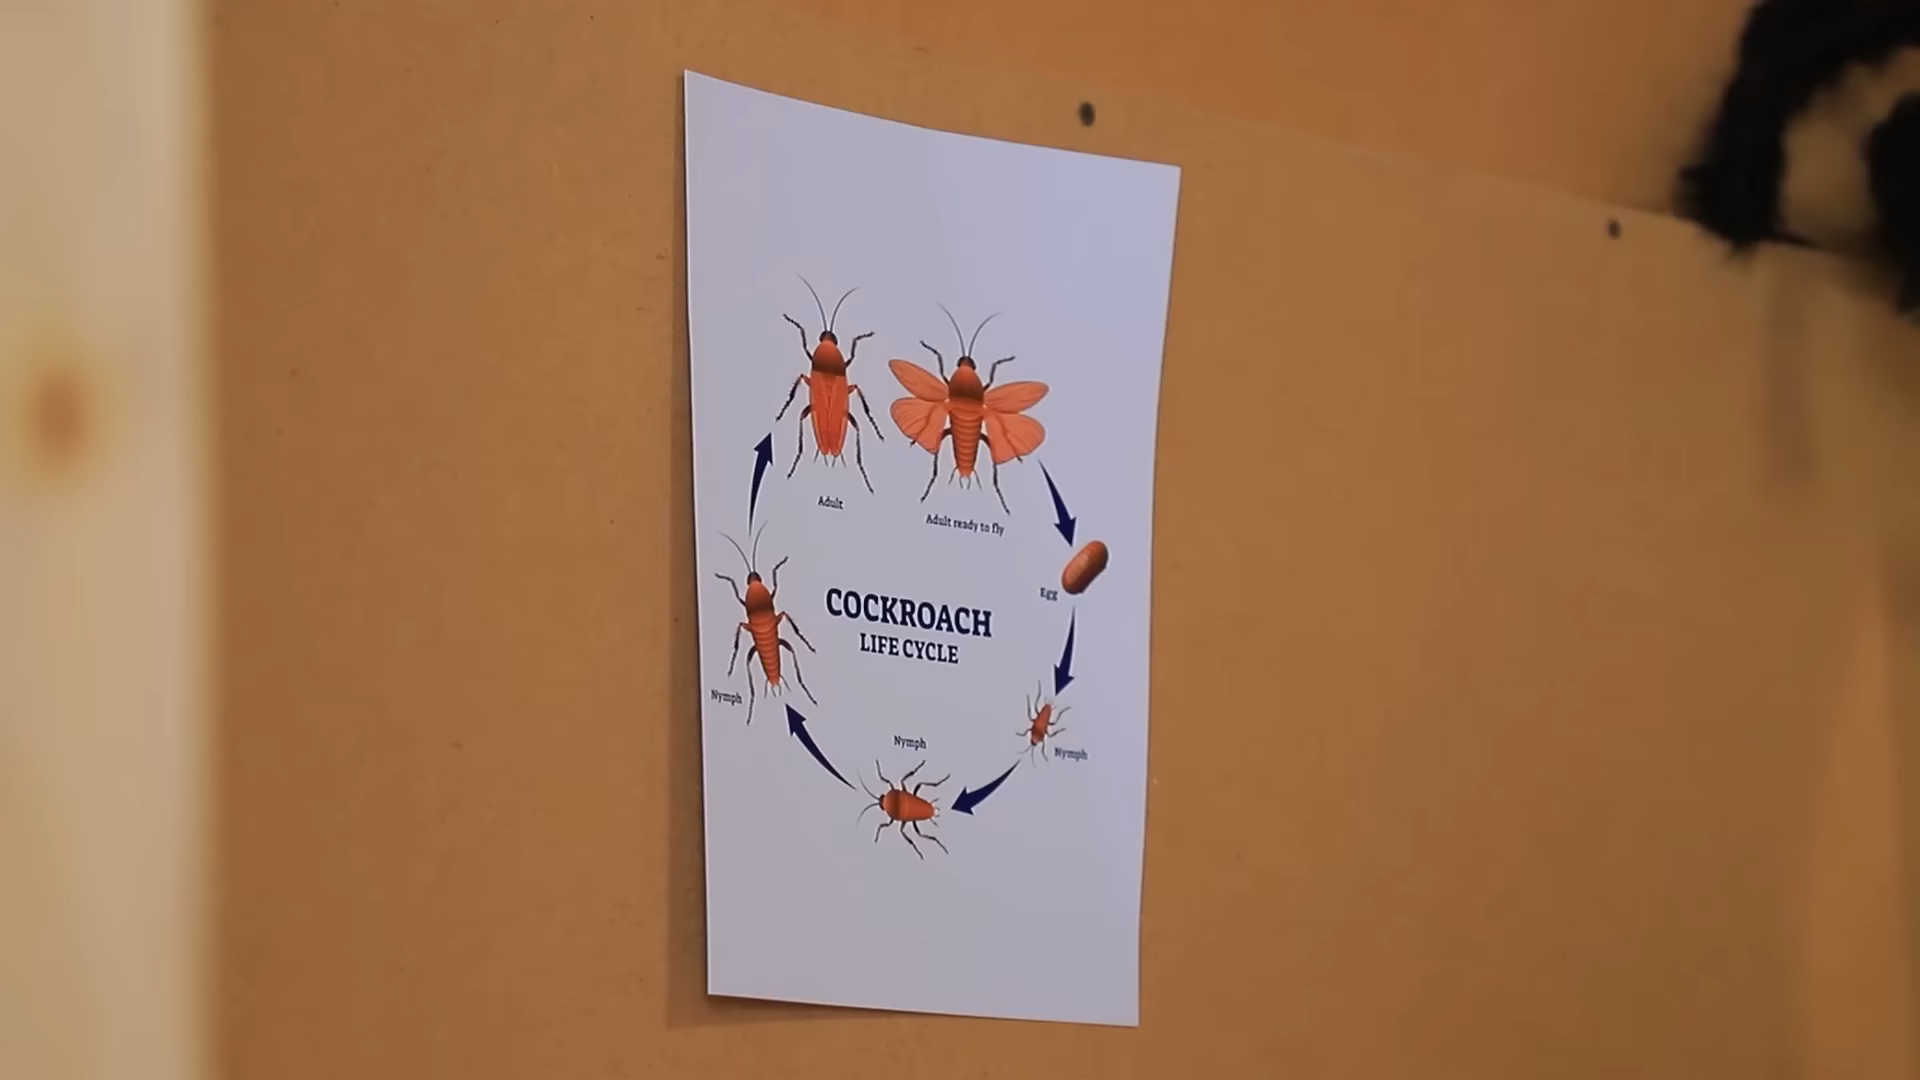 Adult
Adult ready to fly
Egg
COCKROACH
LIFE CYCLE
Nymph
Nymph
Nymph